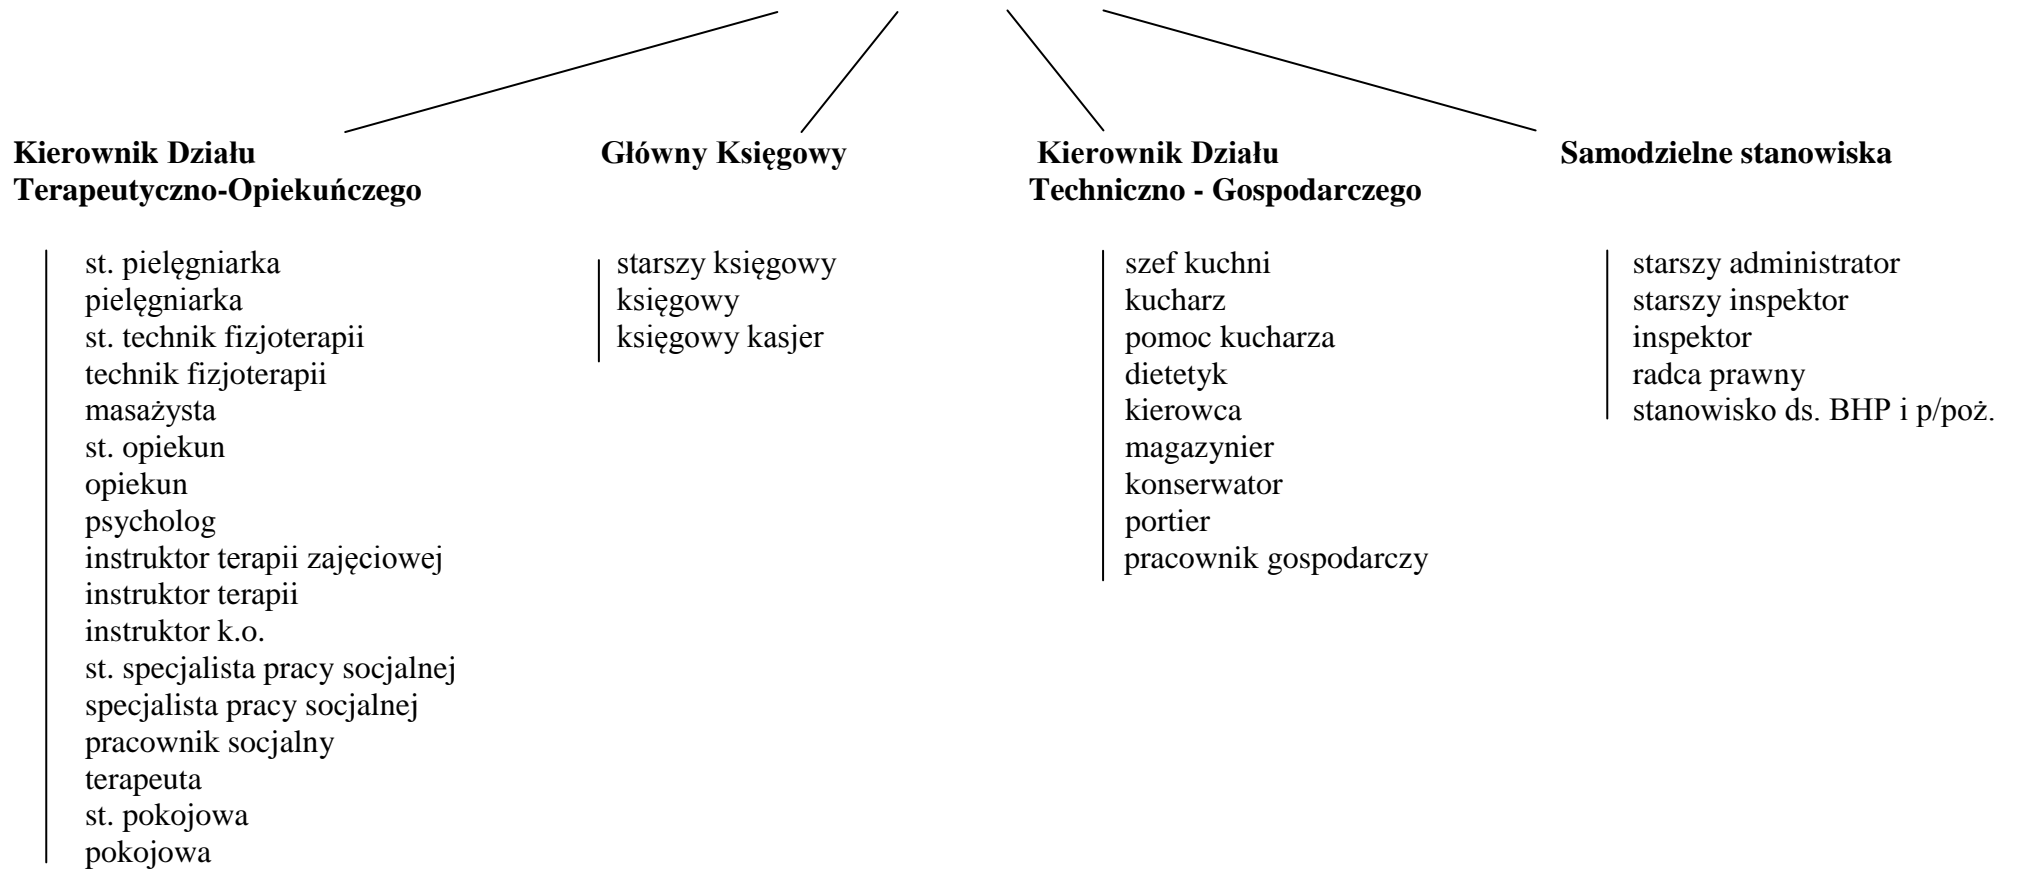 Kierownik Działu
Terapeutyczno-Opiekuńczego
st. pielęgniarka
pielęgniarka
st. technik fizjoterapii
technik fizjoterapii
masażysta
st. opiekun
opiekun
psycholog
instruktor terapii zajęciowej
instruktor terapii
instruktor k.o.
st. specjalista pracy socjalnej
specjalista pracy socjalnej
pracownik socjalny
terapeuta
st. pokojowa
pokojowa
Główny Księgowy
starszy księgowy
księgowy
księgowy kasjer
Kierownik Działu
Techniczno - Gospodarczego
szef kuchni
kucharz
pomoc kucharza
dietetyk
kierowca
magazynier
konserwator
portier
pracownik gospodarczy
Samodzielne stanowiska
starszy administrator
starszy inspektor
inspektor
radca prawny
stanowisko ds. BHP i p/poż.